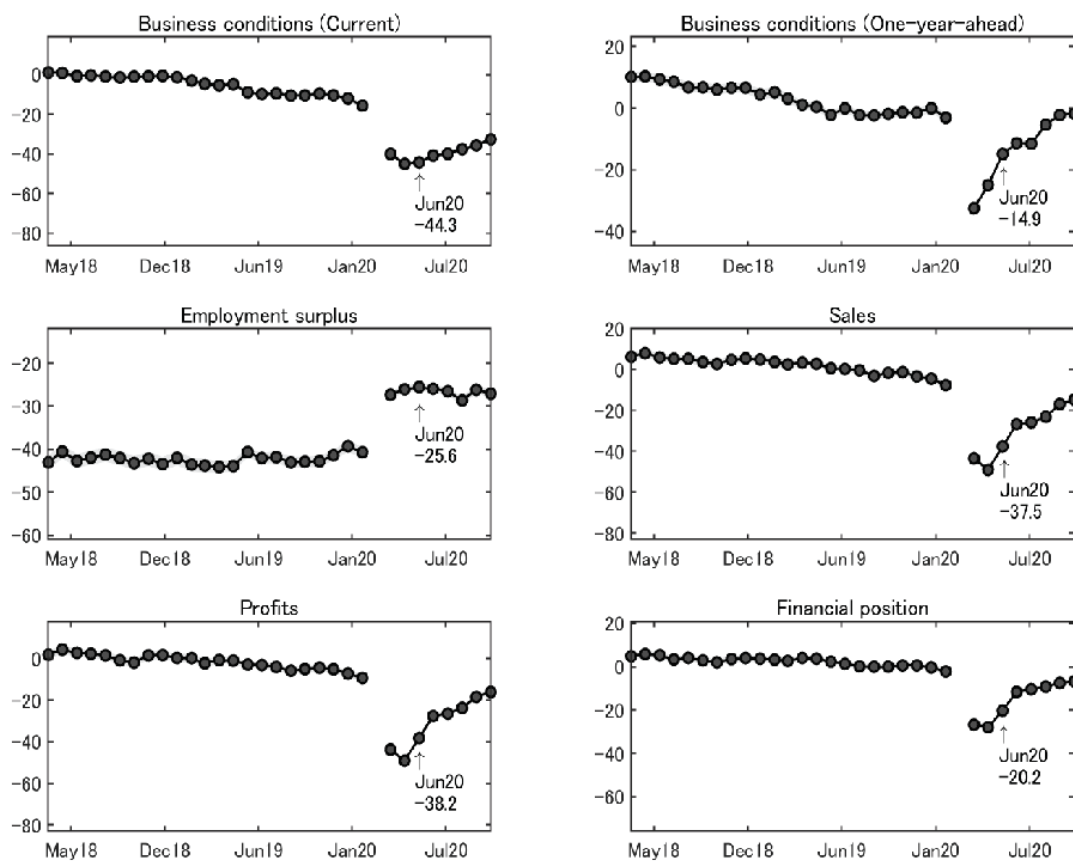 Business conditions (Current)
0
-20
-40
-60
-80
↑
Jun20
-44.3
May18 Dec18 Jun19 Jan20 Jul20
Business conditions (One-year-ahead)
20
0
-20
-40
↑
Jun20
-14.9
May18 Dec18 Jun19 Jan20 Jul20
Employment surplus
-20
-30
-40
-50
-60
↑
Jun20
-25.6
May18 Dec18 Jun19 Jan20 Jul20
Sales
20
0
-20
-40
-60
-80
↑
Jun20
-37.5
May18 Dec18 Jun19 Jan20 Jul20
Profits
0
-20
-40
-60
-80
↑
Jun20
-38.2
May18 Dec18 Jun19 Jan20 Jul20
Financial position
20
0
-20
-40
-60
↑
Jun20
-20.2
May18 Dec18 Jun19 Jan20 Jul20